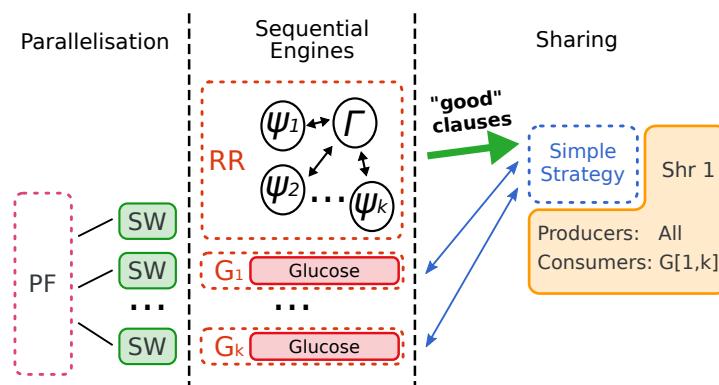 Parallelisation
Sequential
Engines
Sharing
RR
Ψ1
Γ
Ψ2
...
Ψk
"good"
clauses
Simple
Strategy
Shr 1
Producers: All
Consumers: G[1,k]
PF
SW
SW
...
SW
G1 Glucose
...
Gk Glucose